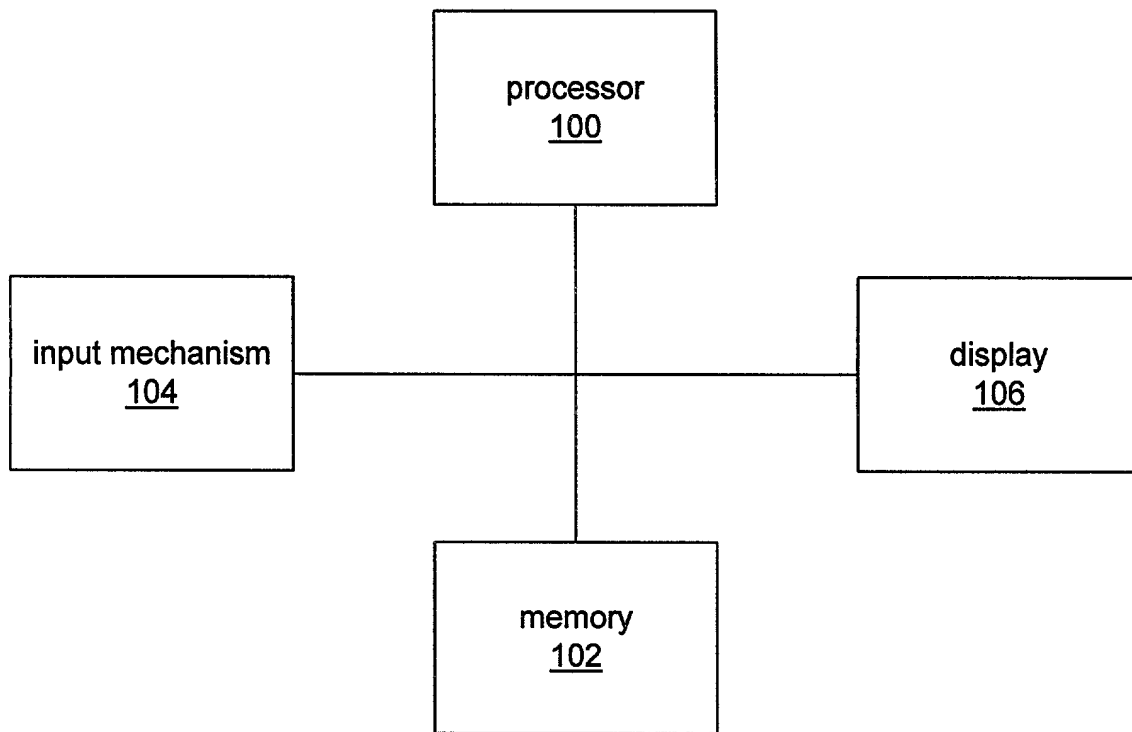 processor
100
input mechanism
104
display
106
memory
102